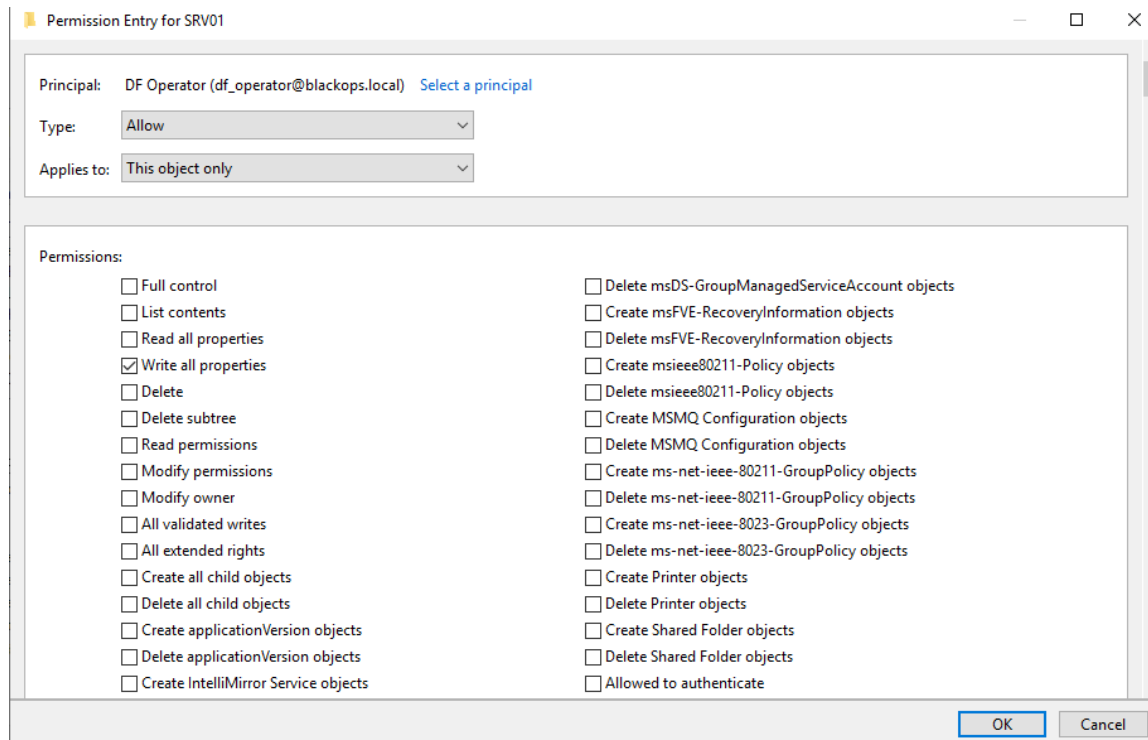 Permission Entry for SRV01
Principal: DF Operator (df_operator@blackops.local) Select a principal
Type: Allow
Applies to: This object only
Permissions:
Full control
List contents
Read all properties
Write all properties
Delete
Delete subtree
Read permissions
Modify permissions
Modify owner
All validated writes
All extended rights
Create all child objects
Delete all child objects
Create applicationVersion objects
Delete applicationVersion objects
Create IntelliMirror Service objects
Delete msDS-GroupManagedServiceAccount objects
Create msFVE-RecoveryInformation objects
Delete msFVE-RecoveryInformation objects
Create msieee80211-Policy objects
Delete msieee80211-Policy objects
Create MSMQ Configuration objects
Delete MSMQ Configuration objects
Create ms-net-ieee-80211-GroupPolicy objects
Delete ms-net-ieee-80211-GroupPolicy objects
Create ms-net-ieee-8023-GroupPolicy objects
Delete ms-net-ieee-8023-GroupPolicy objects
Create Printer objects
Delete Printer objects
Create Shared Folder objects
Delete Shared Folder objects
Allowed to authenticate
OK Cancel